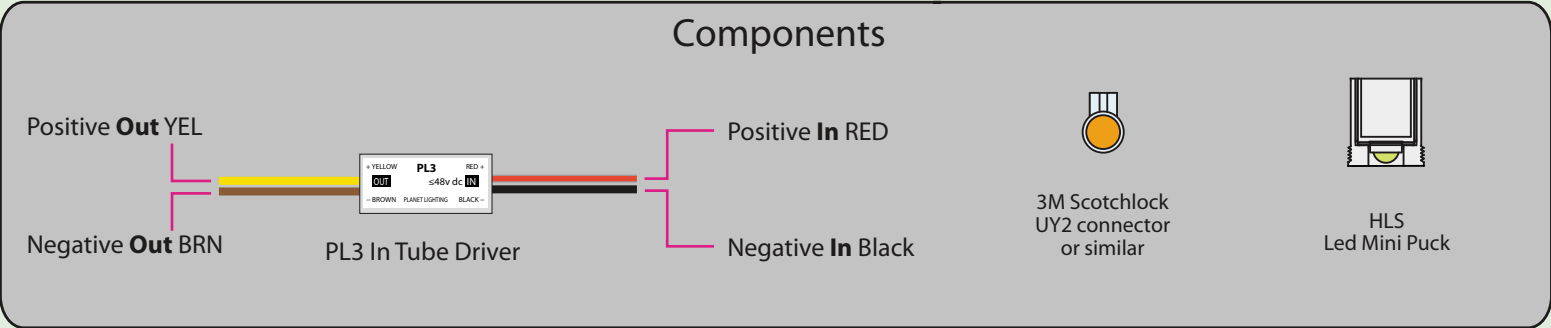 Components
Positive Out YEL
Negative Out BRN
+ YELLOW PL3 RED +
OUT ≤48v dc IN
– BROWN PLANET LIGHTING BLACK –
PL3 In Tube Driver
Positive In RED
Negative In Black
3M Scotchlock
UY2 connector
or similar
HLS
Led Mini Puck